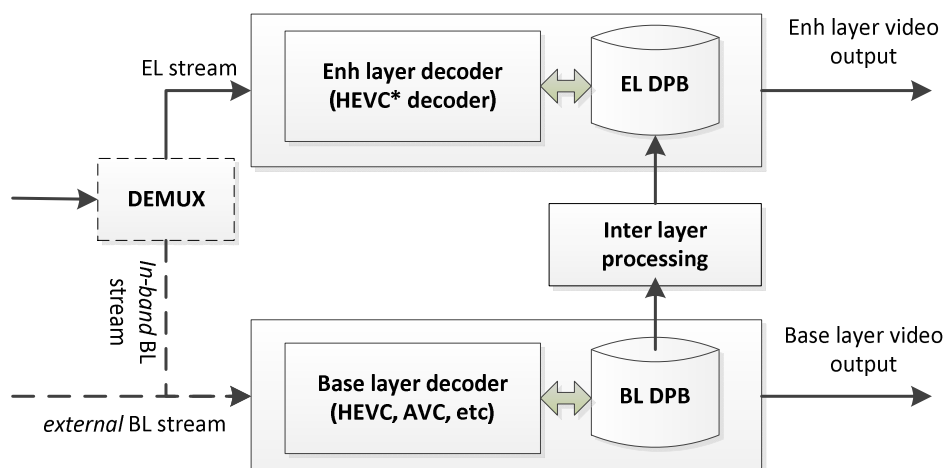 EL stream
Enh layer decoder
(HEVC* decoder)
EL DPB
Enh layer video
output
DEMUX
Inter layer
processing
In-band BL
stream
external BL stream
Base layer decoder
(HEVC, AVC, etc)
BL DPB
Base layer video
output